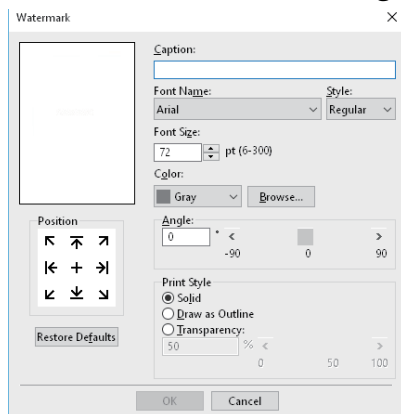 Watermark
Caption:
Font Name:
Style:
Arial
Regular
Font Size:
72
pt (6-300)
Color:
Gray
Browse...
Position
Angle:
0
°
-90
0
90
Print Style
Solid
Draw as Outline
Transparency:
50
%
0
50
100
Restore Defaults
OK
Cancel